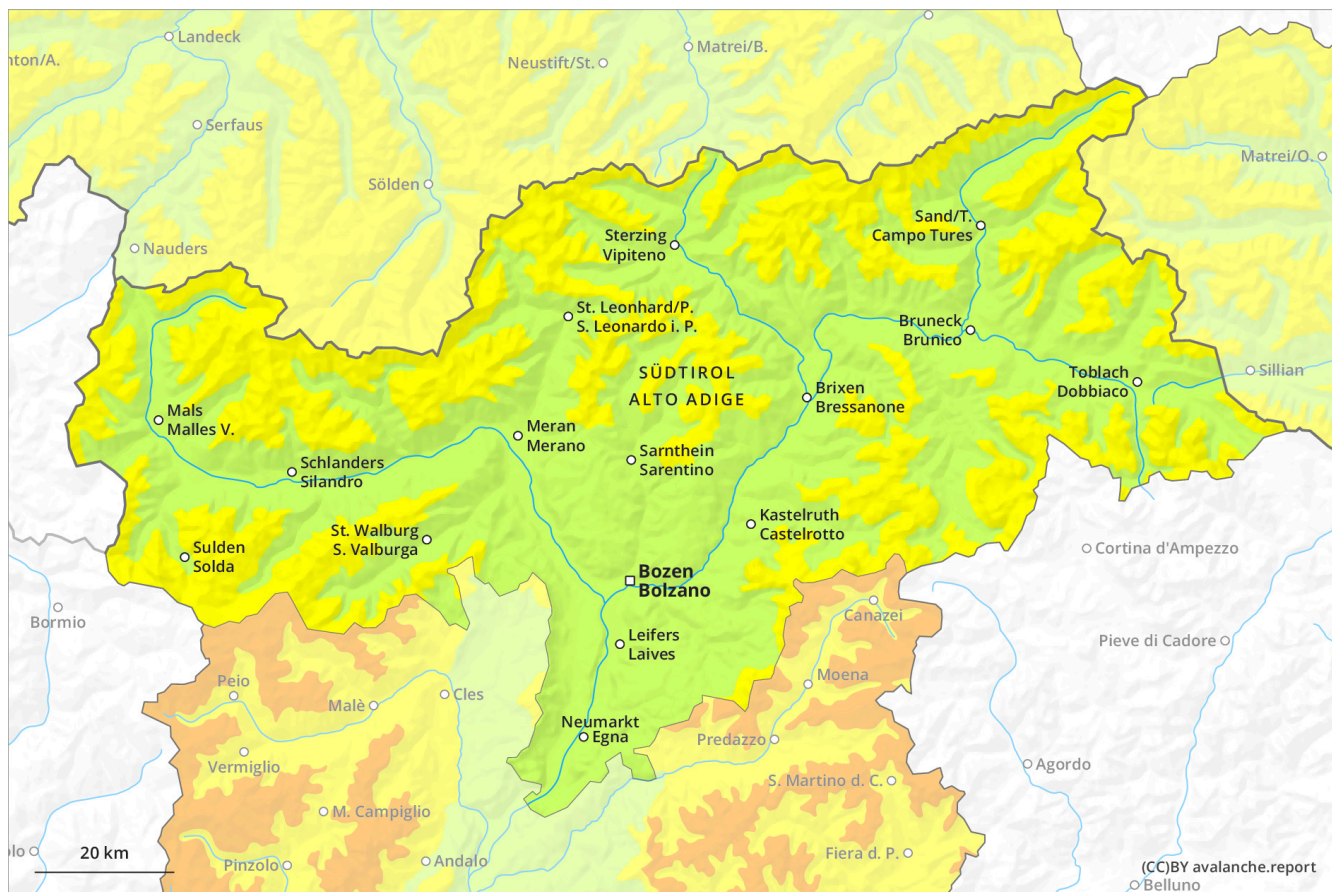 Landeck
Matrei/B.
nton/A.
Neustift/St.
Serfaus
Matrei/O.
Sölden
Sand/T.
Campo Tures
Sterzing
Vipiteno
Nauders
St. Leonhard/P.
S. Leonardo i. P.
Bruneck
Brunico
SÜDTIROL
ALTO ADIGE
Toblach
Dobbiaco
Sillian
Brixen
Bressanone
Mals
Malles V.
Meran
Merano
Schlanders
Silandro
Sarnthein
Sarentino
Kastelruth
Castelrotto
St. Walburg
S. Valburga
Sulden
Solda
Cortina d'Ampezzo
Bozen
Bolzano
Bormio
Canazei
Leifers
Laives
Pieve di Cadore
Peio
Moena
Malè
Cles
Neumarkt
Egna
Predazzo
Vermiglio
Agordo
S. Martino d. C.
M. Campiglio
lo
20 km
Pinzolo
Andalo
Fiera d. P.
(CC)BY avalanche.report
Belluno